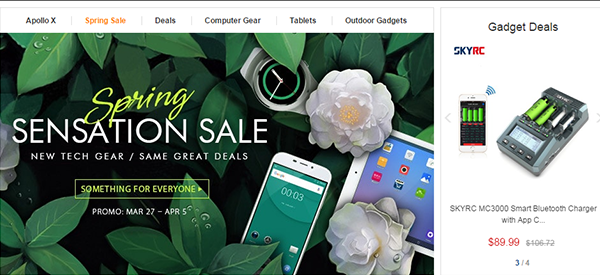 Apollo X
Spring Sale
Deals
Computer Gear
Tablets
Outdoor Gadgets
Spring
SENSATION SALE
NEW TECH GEAR / SAME GREAT DEALS
SOMETHING FOR EVERYONE
PROMO: MAR 27 – APR 5
00:03
Gadget Deals
SKYRC
SKYRC MC3000 Smart Bluetooth Charger
with App C...
$89.99 $106.72
3 / 4